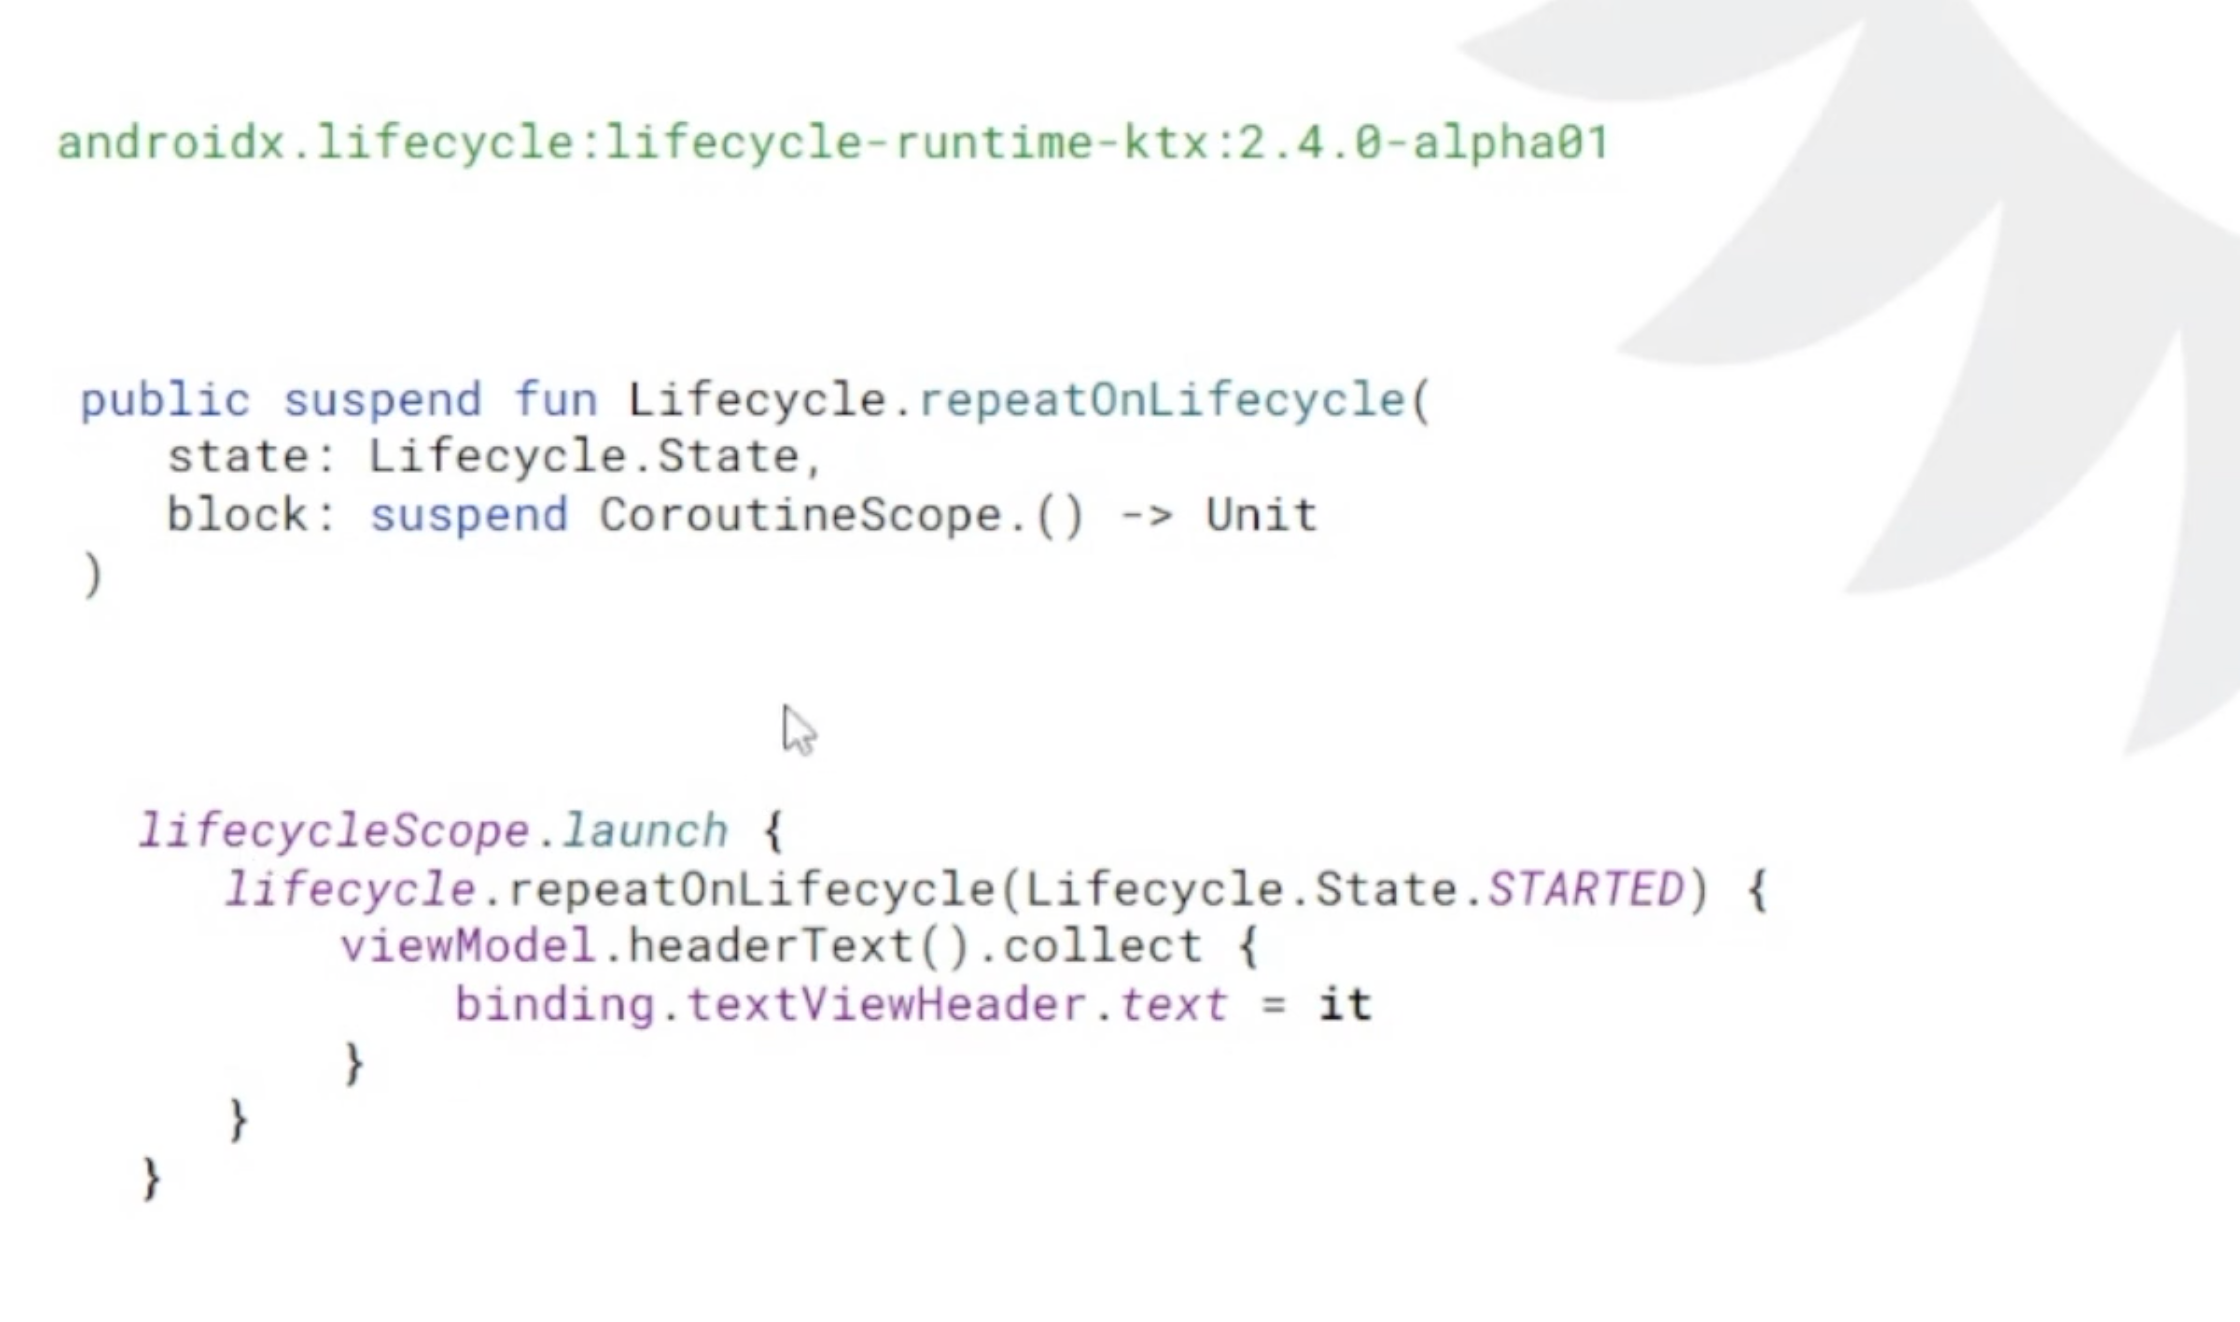 androidx.lifecycle:lifecycle-runtime-ktx:2.4.0-alpha01
public suspend fun Lifecycle.repeatOnLifecycle(
   state: Lifecycle.State,
   block: suspend CoroutineScope.() -> Unit
)
lifecycleScope.launch {
   lifecycle.repeatOnLifecycle(Lifecycle.State.STARTED) {
       viewModel.headerText().collect {
           binding.textViewHeader.text = it
       }
   }
}